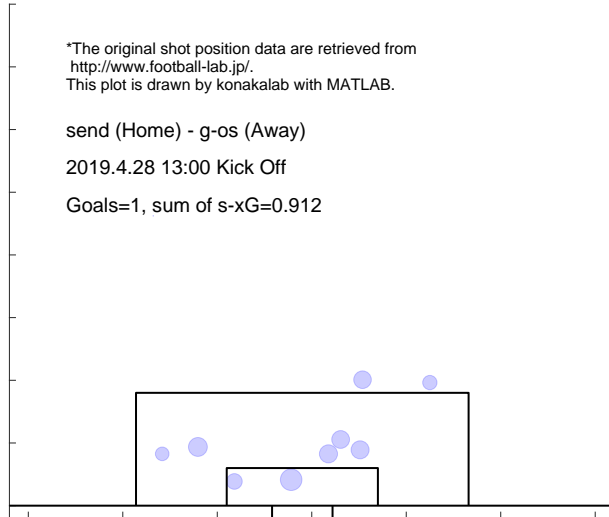 *The original shot position data are retrieved from
http://www.football-lab.jp/.
This plot is drawn by konakalab with MATLAB.
send (Home) - g-os (Away)
2019.4.28 13:00 Kick Off
Goals=1, sum of s-xG=0.912